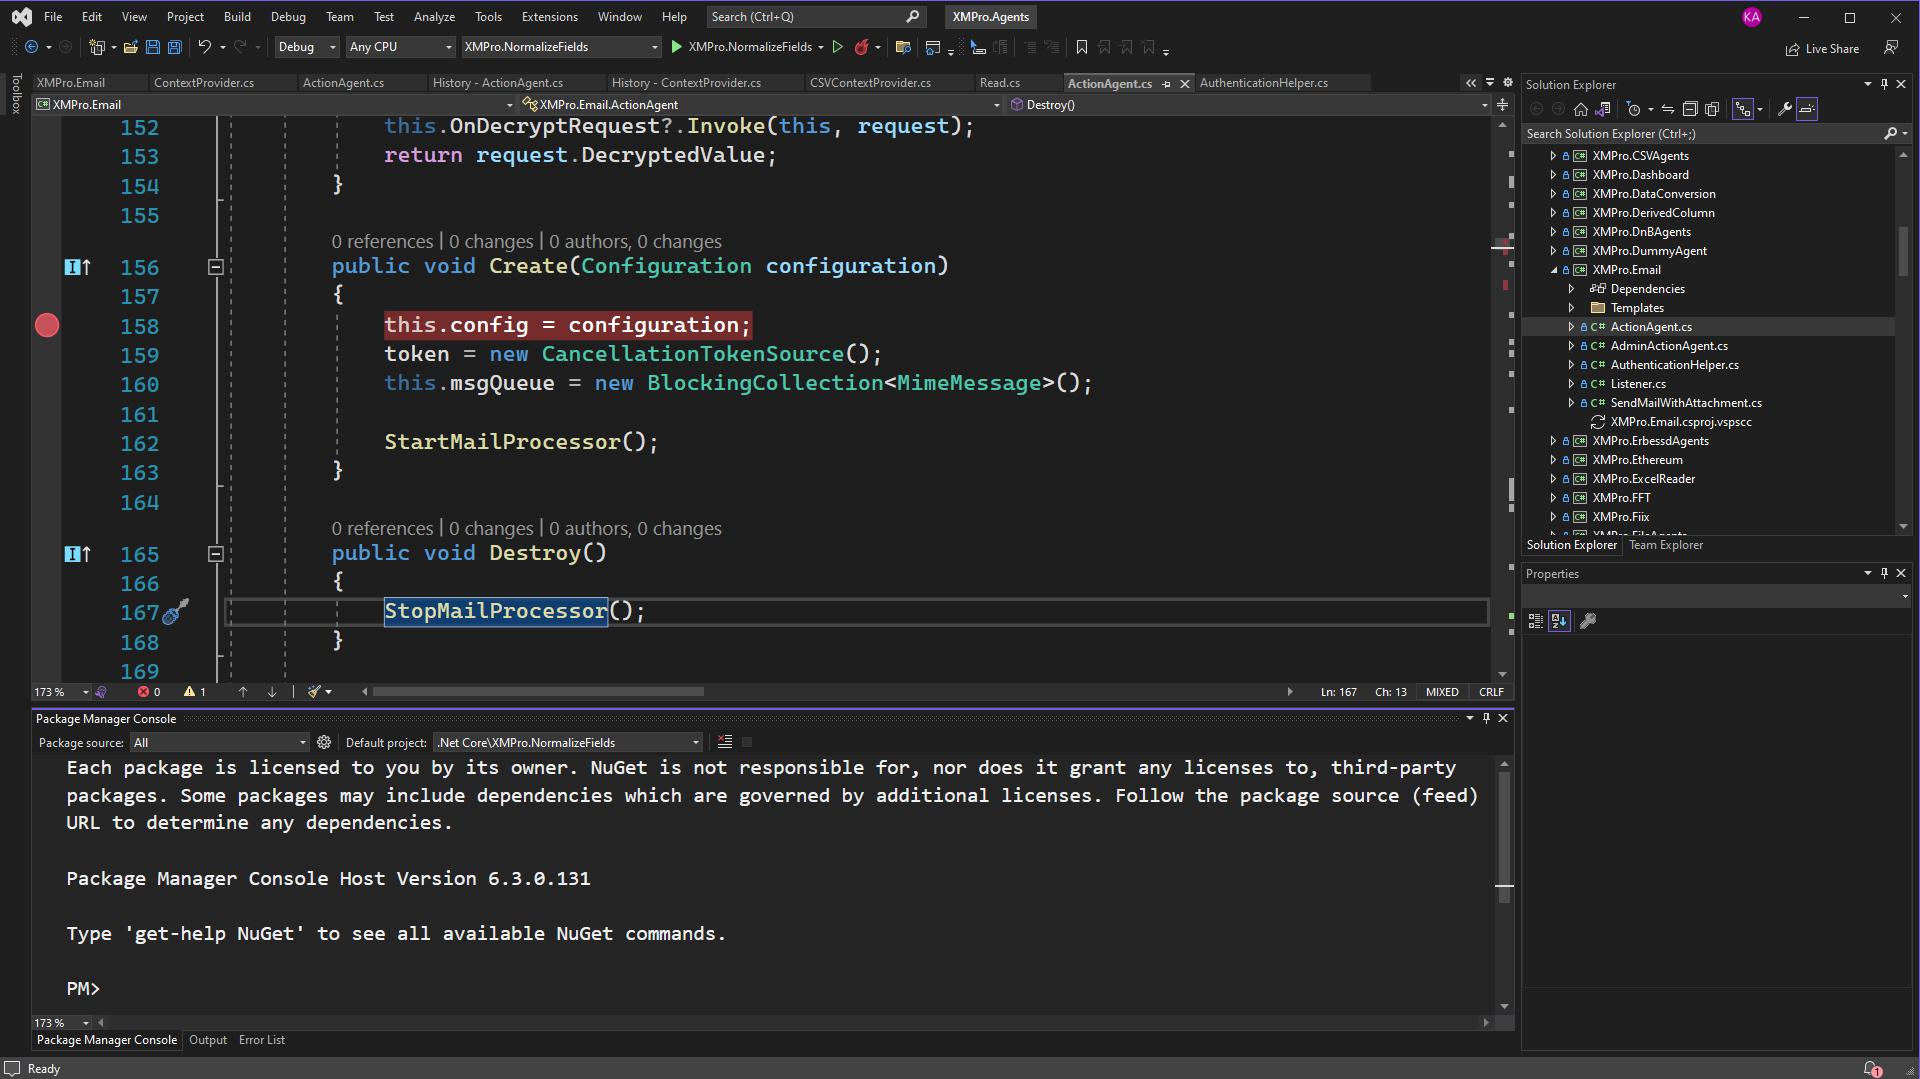 File Edit View Project Build Debug Team Test Analyze Tools Extensions Window Help Search (Ctrl+Q) XMPro.Agents KA
Debug Any CPU XMPro.NormalizeFields XMPro.NormalizeFields Live Share
Toolbox
XMPro.Email ContextProvider.cs ActionAgent.cs History - ActionAgent.cs History - ContextProvider.cs CSVContextProvider.cs Read.cs ActionAgent.cs AuthenticationHelper.cs
XMPro.Email XMPro.Email.ActionAgent Destroy()
152 this.OnDecryptRequest?.Invoke(this, request);
153 return request.DecryptedValue;
154 }
155
0 references | 0 changes | 0 authors, 0 changes
156 public void Create(Configuration configuration)
157 {
158 this.config = configuration;
159 token = new CancellationTokenSource();
160 this.msgQueue = new BlockingCollection<MimeMessage>();
161
162 StartMailProcessor();
163 }
164
0 references | 0 changes | 0 authors, 0 changes
165 public void Destroy()
166 {
167 StopMailProcessor();
168 }
169
173 % 0 1 Ln: 167 Ch: 13 MIXED CRLF
Package Manager Console
Package source: All Default project: .Net Core\XMPro.NormalizeFields
Each package is licensed to you by its owner. NuGet is not responsible for, nor does it grant any licenses to, third-party
packages. Some packages may include dependencies which are governed by additional licenses. Follow the package source (feed)
URL to determine any dependencies.
Package Manager Console Host Version 6.3.0.131
Type 'get-help NuGet' to see all available NuGet commands.
PM>
173 %
Package Manager Console Output Error List
Ready
Solution Explorer
Search Solution Explorer (Ctrl+;)
XMPro.CSVAgents
XMPro.Dashboard
XMPro.DataConversion
XMPro.DerivedColumn
XMPro.DnBAgents
XMPro.DummyAgent
XMPro.Email
Dependencies
Templates
C# ActionAgent.cs
C# AdminActionAgent.cs
C# AuthenticationHelper.cs
C# Listener.cs
C# SendMailWithAttachment.cs
XMPro.Email.csproj.vspscc
XMPro.ErbessdAgents
XMPro.Ethereum
XMPro.ExcelReader
XMPro.FFT
XMPro.Fiix
Solution Explorer Team Explorer
Properties
1